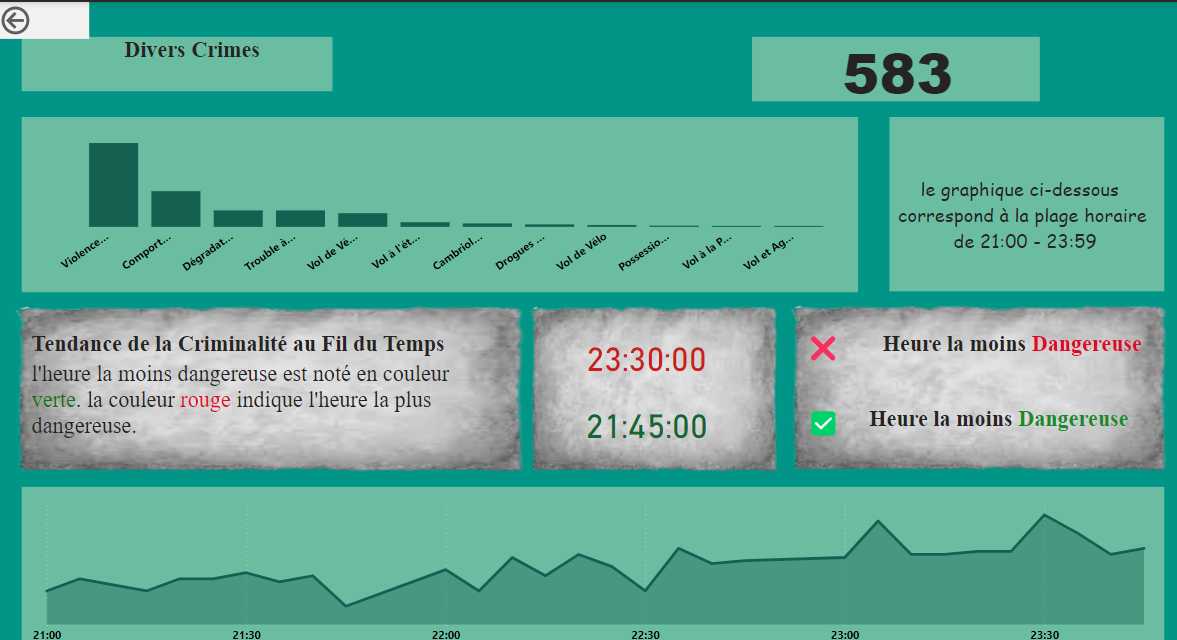 Divers Crimes
583
Violence...
Comport...
Dégradat...
Trouble à...
Vol de Vé...
Vol à l'ét...
Cambriol...
Drogues ...
Vol de Vélo
Possessio...
Vol à la P...
Vol et Ag...
le graphique ci-dessous
correspond à la plage horaire
de 21:00 - 23:59
Tendance de la Criminalité au Fil du Temps
l'heure la moins dangereuse est noté en couleur
verte. la couleur rouge indique l'heure la plus
dangereuse.
23:30:00
21:45:00
Heure la moins Dangereuse
Heure la moins Dangereuse
21:00
21:30
22:00
22:30
23:00
23:30